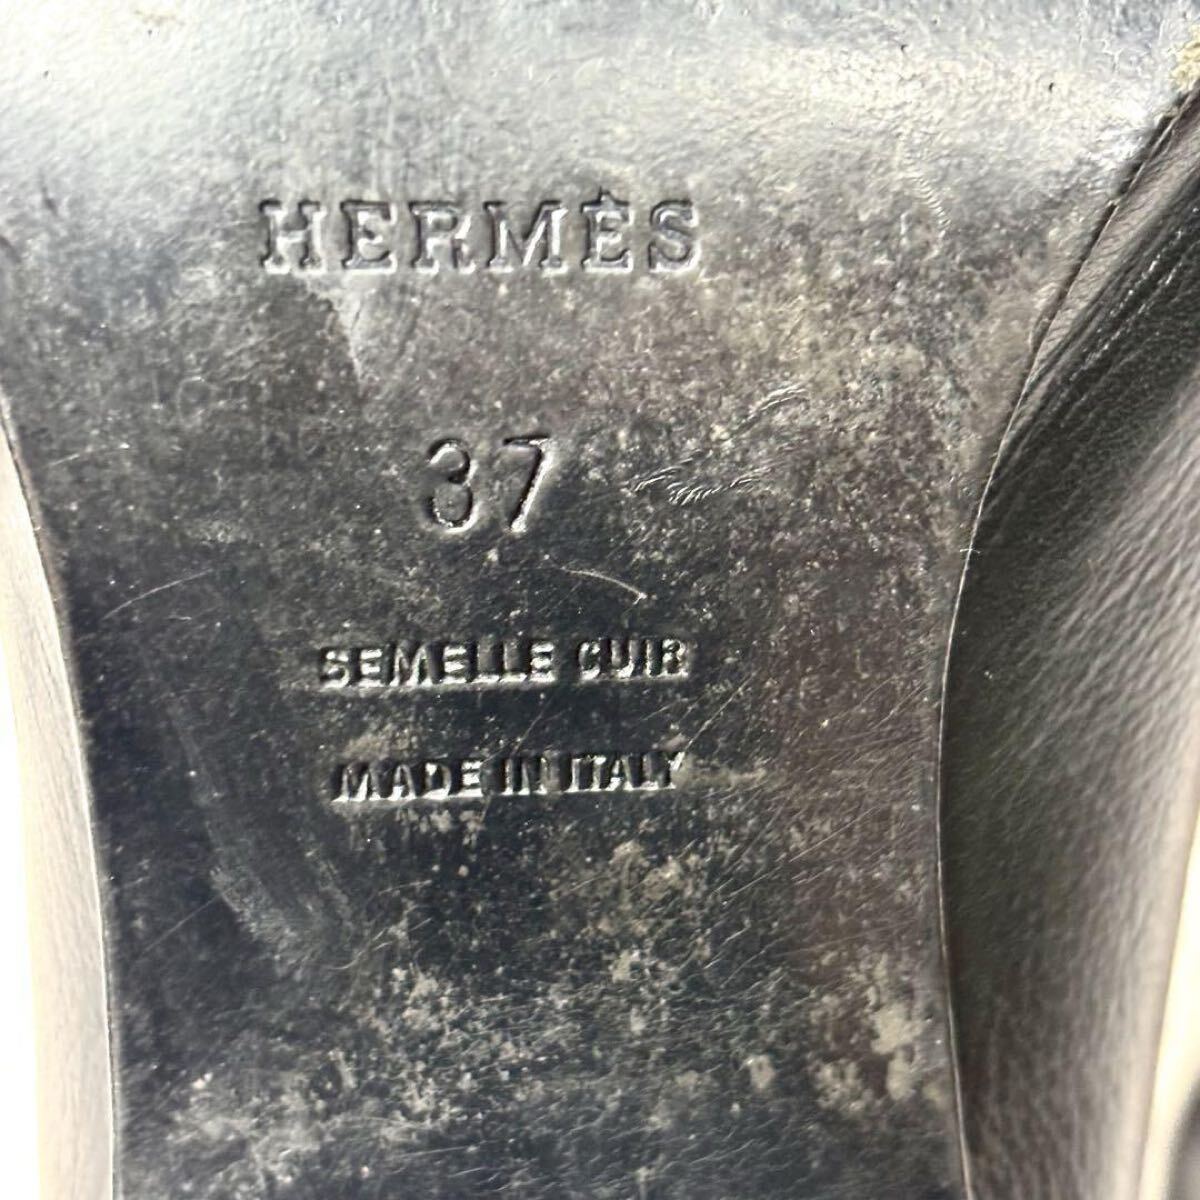 HERMÈS
37
SEMELLE CUIR
MADE IN ITALY